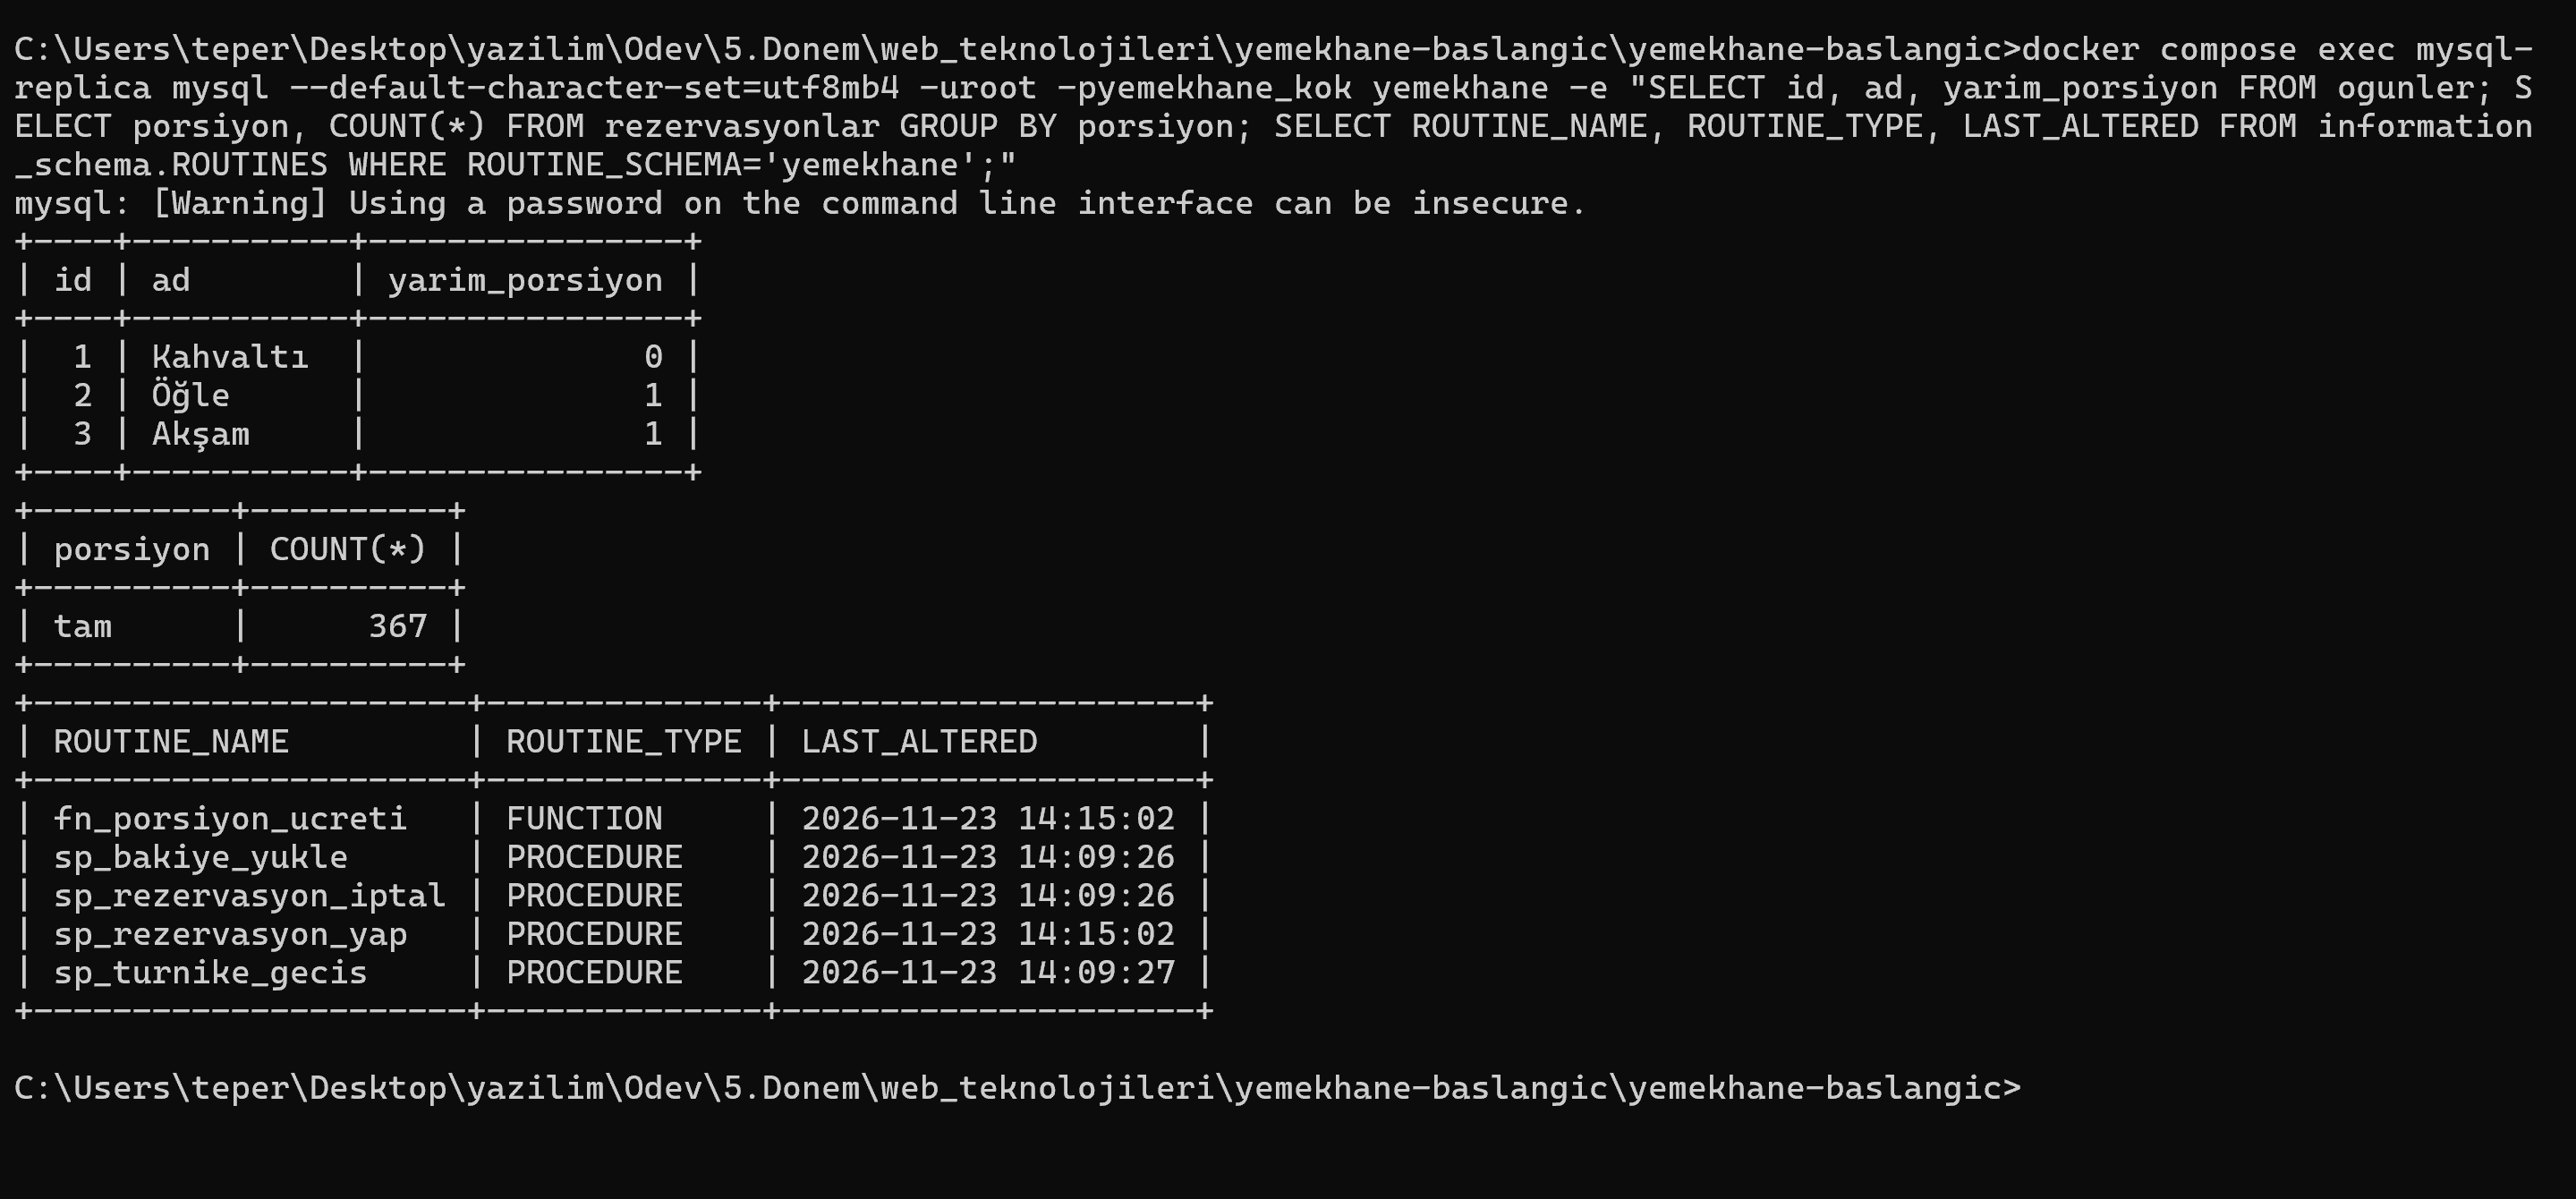 C:\Users\teper\Desktop\yazilim\Odev\5.Donem\web_teknolojileri\yemekhane-baslangic\yemekhane-baslangic>docker compose exec mysql-
replica mysql --default-character-set=utf8mb4 -uroot -pyemekhane_kok yemekhane -e "SELECT id, ad, yarim_porsiyon FROM ogunler; S
ELECT porsiyon, COUNT(*) FROM rezervasyonlar GROUP BY porsiyon; SELECT ROUTINE_NAME, ROUTINE_TYPE, LAST_ALTERED FROM information
_schema.ROUTINES WHERE ROUTINE_SCHEMA='yemekhane';"
mysql: [Warning] Using a password on the command line interface can be insecure.
+----+-----------+----------------+
| id | ad        | yarim_porsiyon |
+----+-----------+----------------+
|  1 | Kahvaltı  |              0 |
|  2 | Öğle      |              1 |
|  3 | Akşam     |              1 |
+----+-----------+----------------+
+----------+----------+
| porsiyon | COUNT(*) |
+----------+----------+
| tam      |      367 |
+----------+----------+
+----------------------+--------------+---------------------+
| ROUTINE_NAME         | ROUTINE_TYPE | LAST_ALTERED        |
+----------------------+--------------+---------------------+
| fn_porsiyon_ucreti   | FUNCTION     | 2026-11-23 14:15:02 |
| sp_bakiye_yukle      | PROCEDURE    | 2026-11-23 14:09:26 |
| sp_rezervasyon_iptal | PROCEDURE    | 2026-11-23 14:09:26 |
| sp_rezervasyon_yap   | PROCEDURE    | 2026-11-23 14:15:02 |
| sp_turnike_gecis     | PROCEDURE    | 2026-11-23 14:09:27 |
+----------------------+--------------+---------------------+
C:\Users\teper\Desktop\yazilim\Odev\5.Donem\web_teknolojileri\yemekhane-baslangic\yemekhane-baslangic>